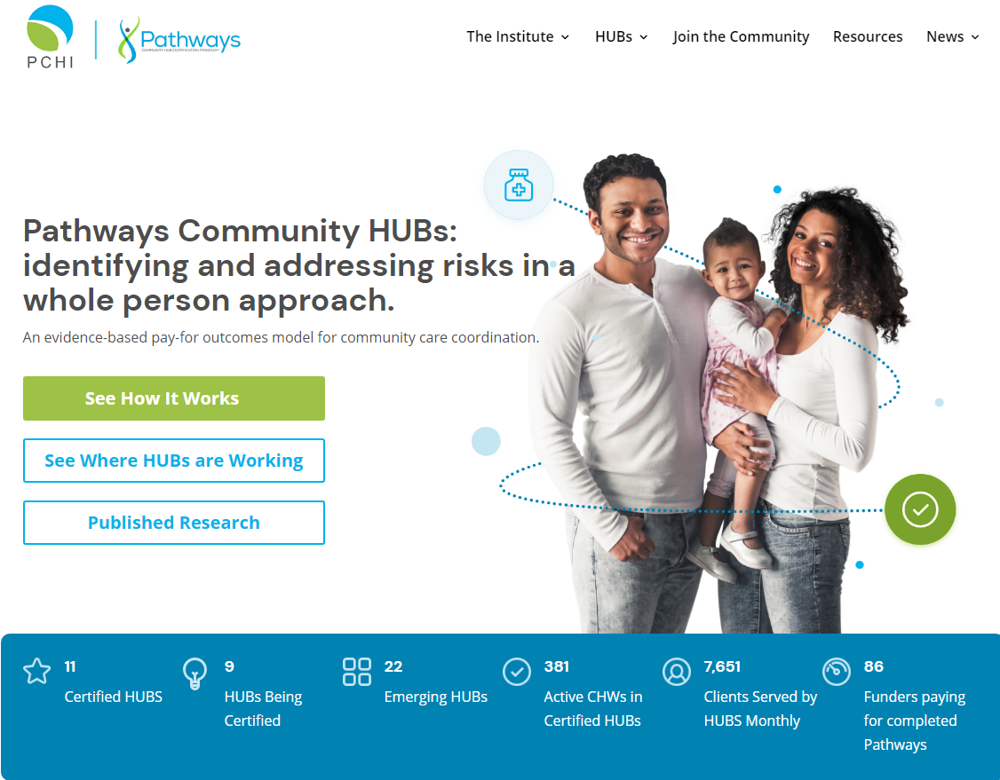 PCHI
Pathways
COMMUNITY HUB CERTIFICATION PROGRAM
The Institute
HUBs
Join the Community
Resources
News
Pathways Community HUBs:
identifying and addressing risks in a
whole person approach.
An evidence-based pay-for outcomes model for community care coordination.
See How It Works
See Where HUBs are Working
Published Research
11
Certified HUBS
9
HUBs Being
Certified
22
Emerging HUBs
381
Active CHWs in
Certified HUBs
7,651
Clients Served by
HUBS Monthly
86
Funders paying
for completed
Pathways